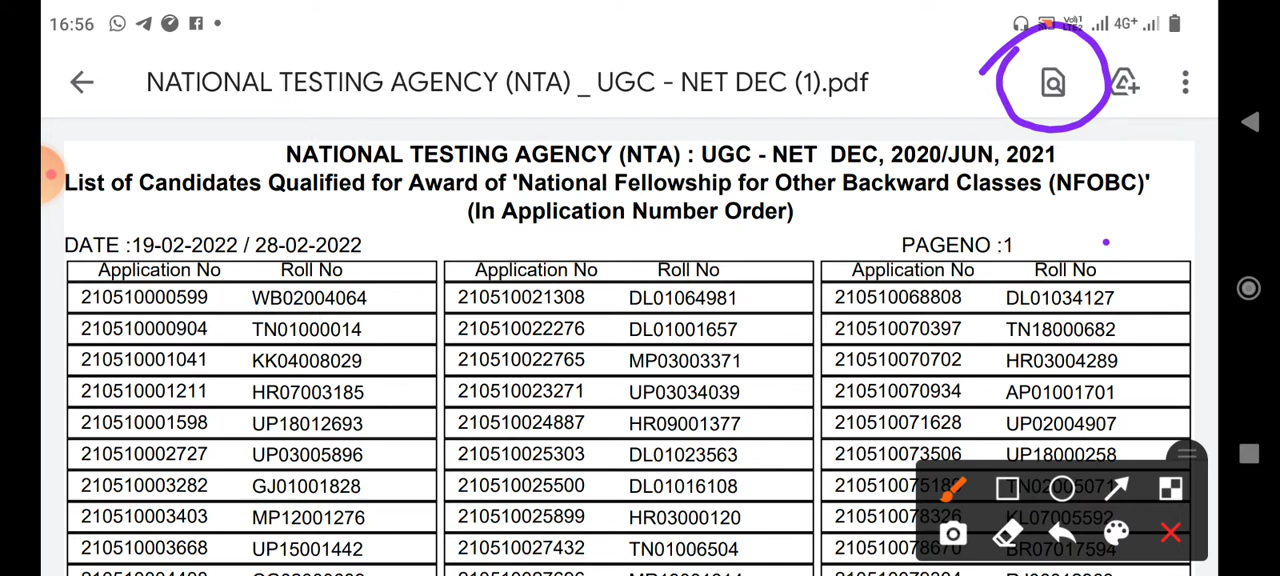 16:56
4G+
NATIONAL TESTING AGENCY (NTA) _ UGC - NET DEC (1).pdf
NATIONAL TESTING AGENCY (NTA) : UGC - NET DEC, 2020/JUN, 2021
List of Candidates Qualified for Award of 'National Fellowship for Other Backward Classes (NFOBC)'
(In Application Number Order)
DATE :19-02-2022 / 28-02-2022 PAGENO :1
Application No Roll No Application No Roll No Application No Roll No
210510000599 WB02004064 210510021308 DL01064981 210510068808 DL01034127
210510000904 TN01000014 210510022276 DL01001657 210510070397 TN18000682
210510001041 KK04008029 210510022765 MP03003371 210510070702 HR03004289
210510001211 HR07003185 210510023271 UP03034039 210510070934 AP01001701
210510001598 UP18012693 210510024887 HR09001377 210510071628 UP02004907
210510002727 UP03005896 210510025303 DL01023563 210510073506 UP18000258
210510003282 GJ01001828 210510025500 DL01016108
210510003403 MP12001276 210510025899 HR03000120 210510078326 KL07005592
210510003668 UP15001442 210510027432 TN01006504 210510078670 BR07017594